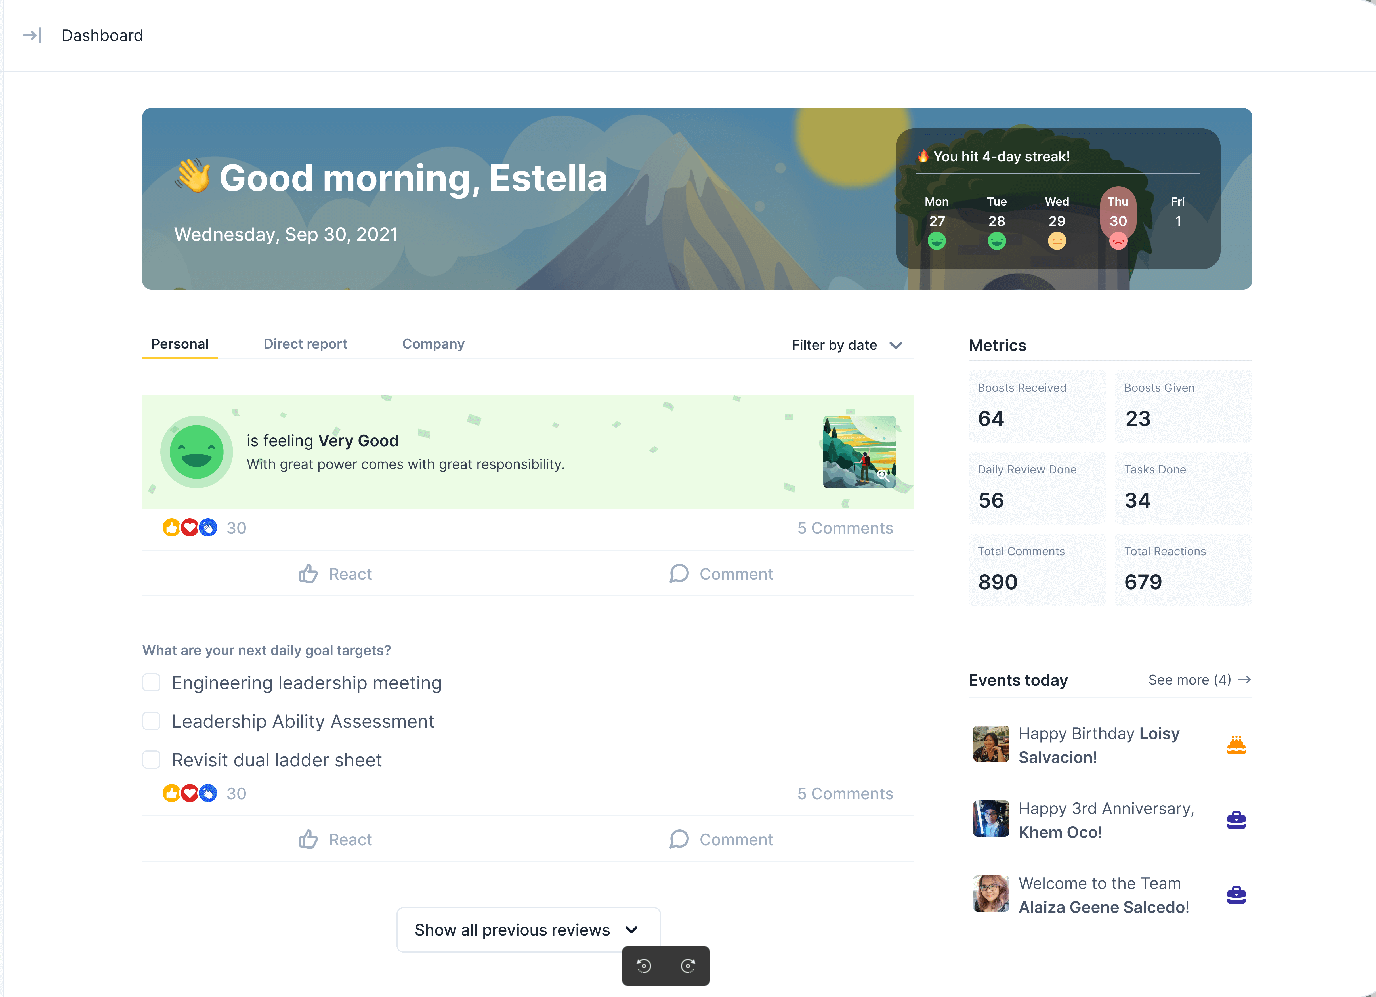 Dashboard
Good morning, Estella
Wednesday, Sep 30, 2021
You hit 4-day streak!
Mon Tue Wed Thu Fri
27 28 29 30 1
Personal Direct report Company Filter by date
is feeling Very Good
With great power comes with great responsibility.
30 5 Comments
React Comment
What are your next daily goal targets?
Engineering leadership meeting
Leadership Ability Assessment
Revisit dual ladder sheet
30 5 Comments
React Comment
Show all previous reviews
Metrics
Boosts Received Boosts Given
64 23
Daily Review Done Tasks Done
56 34
Total Comments Total Reactions
890 679
Events today See more (4)
Happy Birthday Loisy
Salvacion!
Happy 3rd Anniversary,
Khem Oco!
Welcome to the Team
Alaiza Geene Salcedo!